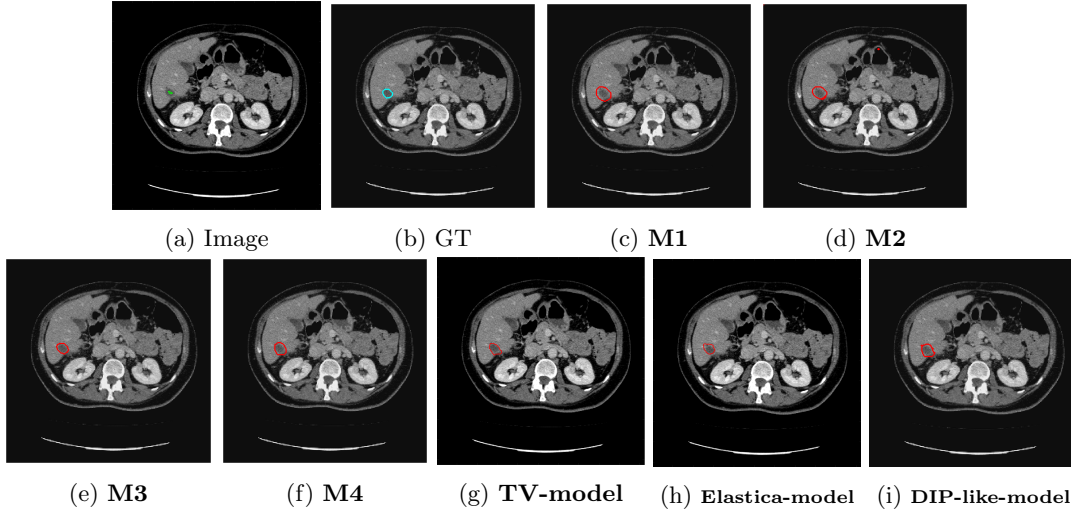 (a) Image
(b) GT
(c) M1
(d) M2
(e) M3
(f) M4
(g) TV-model
(h) Elastica-model
(i) DIP-like-model